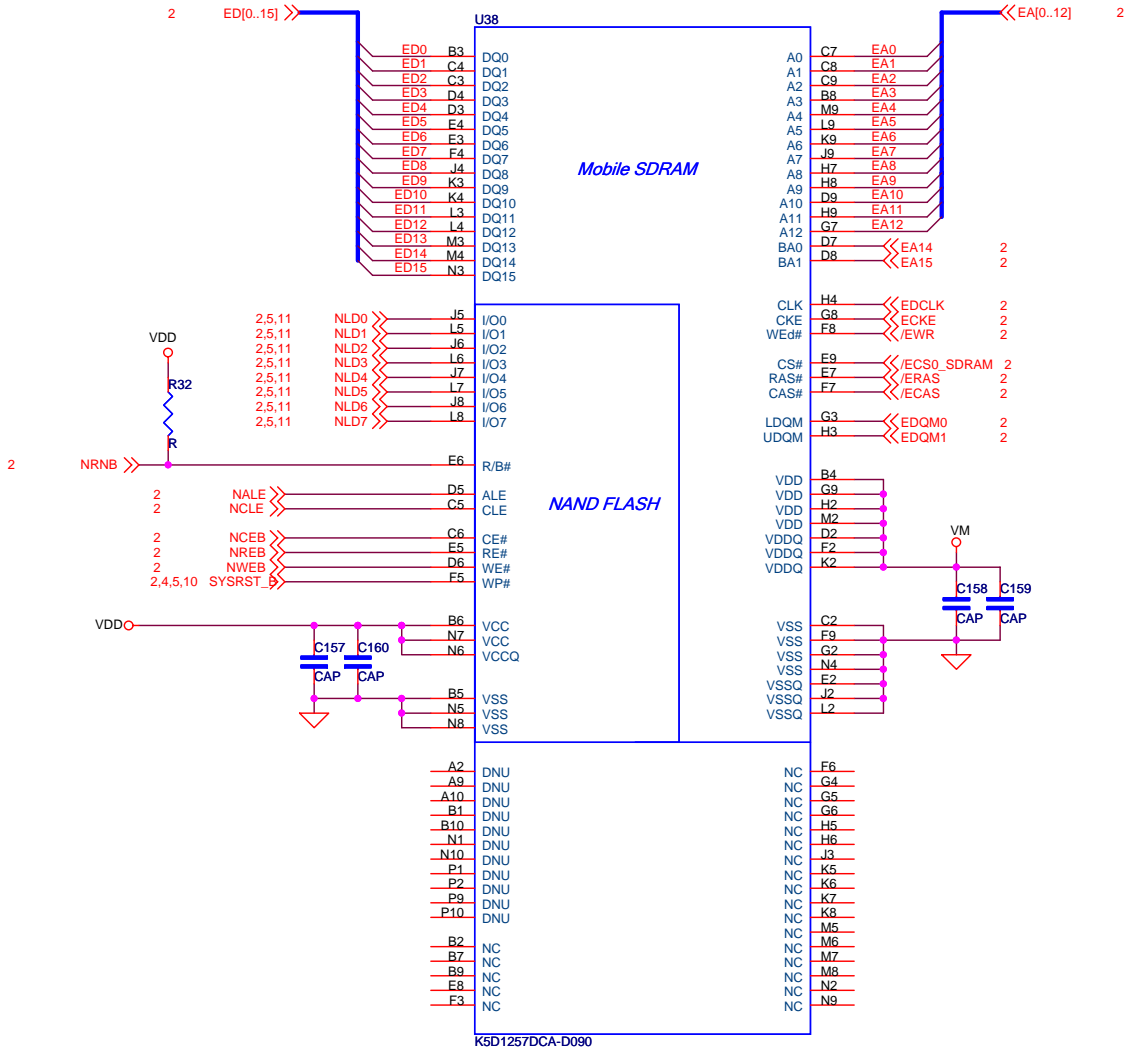 2 ED[0..15] U38 EA[0..12] 2
ED0 B3 DQ0 A0 C7 EA0
ED1 C4 DQ1 A1 C8 EA1
ED2 C3 DQ2 A2 C9 EA2
ED3 D4 DQ3 A3 B8 EA3
ED4 D3 DQ4 A4 M9 EA4
ED5 E4 DQ5 A5 L9 EA5
ED6 E3 DQ6 A6 K9 EA6
ED7 F4 DQ7 A7 J9 EA7
ED8 J4 DQ8 Mobile SDRAM A8 H7 EA8
ED9 K3 DQ9 A9 H8 EA9
ED10 K4 DQ10 A10 D9 EA10
ED11 L3 DQ11 A11 H9 EA11
ED12 L4 DQ12 A12 G7 EA12
ED13 M3 DQ13 BA0 D7 EA14 2
ED14 M4 DQ14 BA1 D8 EA15 2
ED15 N3 DQ15
CLK H4 EDCLK 2
2,5,11 NLD0 J5 I/O0 CKE G8 ECKE 2
2,5,11 NLD1 L5 I/O1 WEd# F8 /EWR 2
2,5,11 NLD2 J6 I/O2
2,5,11 NLD3 L6 I/O3 CS# E9 /ECS0_SDRAM 2
2,5,11 NLD4 J7 I/O4 RAS# E7 /ERAS 2
2,5,11 NLD5 L7 I/O5 CAS# F7 /ECAS 2
2,5,11 NLD6 J8 I/O6
2,5,11 NLD7 L8 I/O7 LDQM G3 EDQM0 2
UDQM H3 EDQM1 2
VDD
R32
R
2 NRNB E6 R/B#
VDD B4
2 NALE D5 ALE VDD G9
2 NCLE C5 CLE NAND FLASH VDD H2
VDD M2
2 NCEB C6 CE# VDDQ D2 VM
2 NREB E5 RE# VDDQ F2
2 NWEB D6 WE# VDDQ K2
2,4,5,10 SYSRST_B F5 WP#
C158 C159
CAP CAP
VDD B6 VCC VSS C2
N7 VCC VSS F9
C157 C160 N6 VCCQ VSS G2
CAP CAP VSS N4
VSSQ E2
B5 VSS VSSQ J2
N5 VSS VSSQ L2
N8 VSS
A2 DNU NC F6
A9 DNU NC G4
A10 DNU NC G5
B1 DNU NC G6
B10 DNU NC H5
N1 DNU NC H6
N10 DNU NC J3
P1 DNU NC K5
P2 DNU NC K6
P9 DNU NC K7
P10 DNU NC K8
NC M5
B2 NC NC M6
B7 NC NC M7
B9 NC NC M8
E8 NC NC N2
F3 NC NC N9
K5D1257DCA-D090